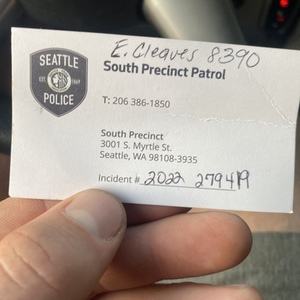 SEATTLE
POLICE
E. Cleaves 8390
South Precinct Patrol
T: 206 386-1850
South Precinct
3001 S. Myrtle St.
Seattle, WA 98108-3935
Incident # 2022 279419